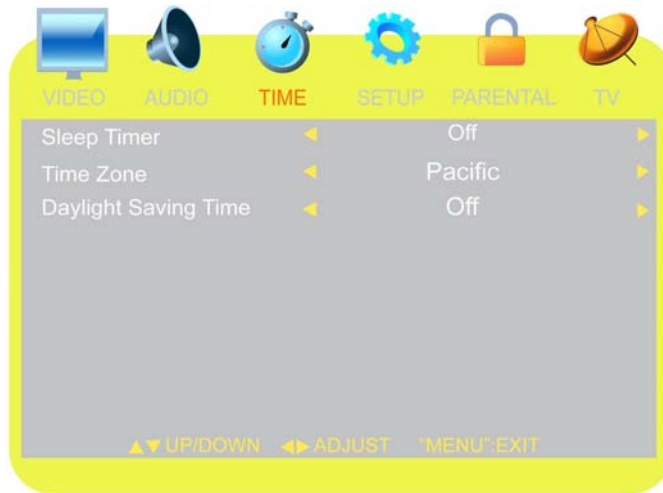 VIDEO AUDIO TIME SETUP PARENTAL TV
Sleep Timer ◀ Off ▶
Time Zone ◀ Pacific ▶
Daylight Saving Time ◀ Off ▶
▲▼ UP/DOWN ◀▶ ADJUST "MENU":EXIT